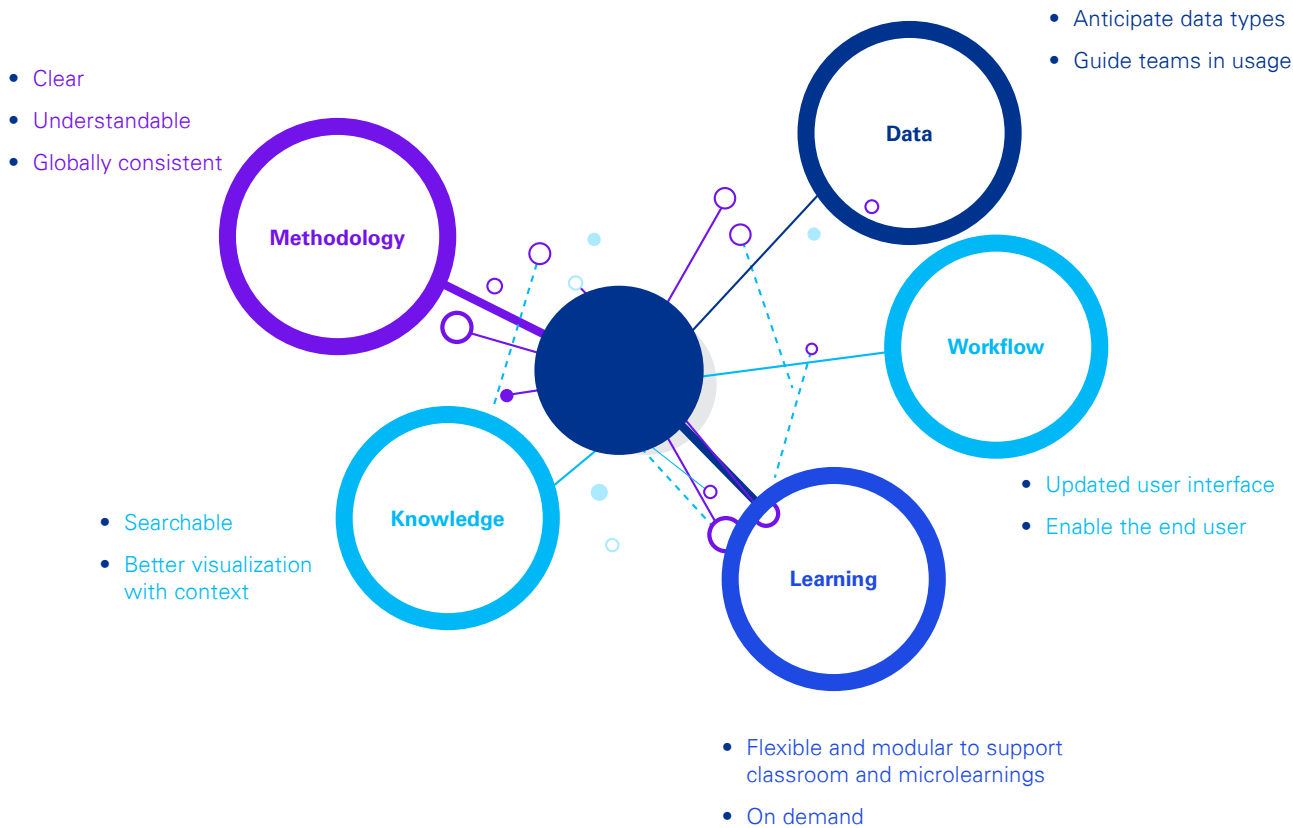 • Clear
• Understandable
• Globally consistent
Methodology
• Anticipate data types
• Guide teams in usage
Data
Workflow
• Updated user interface
• Enable the end user
Knowledge
• Searchable
• Better visualization
with context
Learning
• Flexible and modular to support
classroom and microlearnings
• On demand